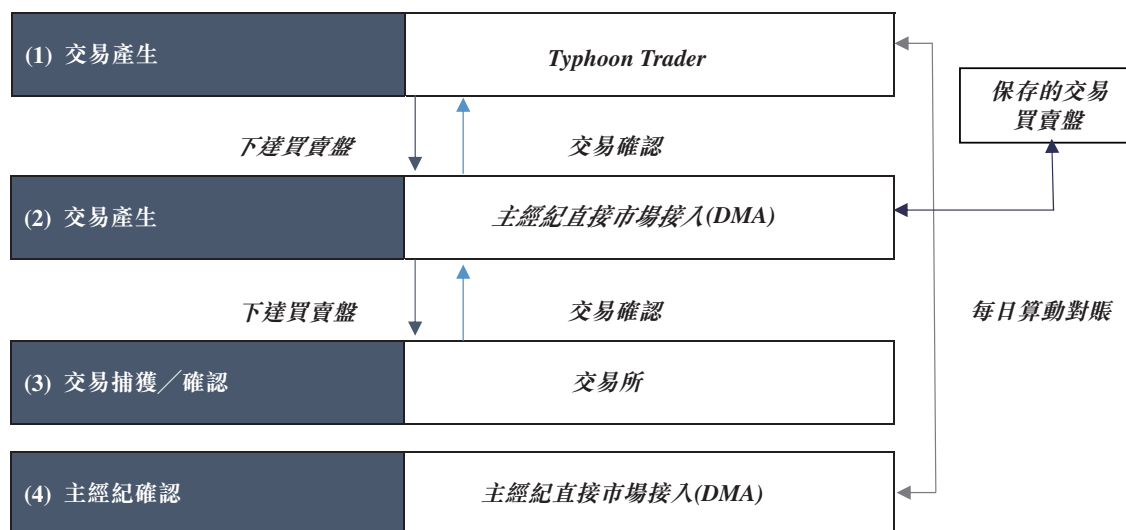 (1) 交易產生
Typhoon Trader
保存的交易
買賣盤
下達買賣盤
交易確認
(2) 交易產生
主經紀直接市場接入(DMA)
下達買賣盤
交易確認
每日算動對賬
(3) 交易捕獲／確認
交易所
(4) 主經紀確認
主經紀直接市場接入(DMA)